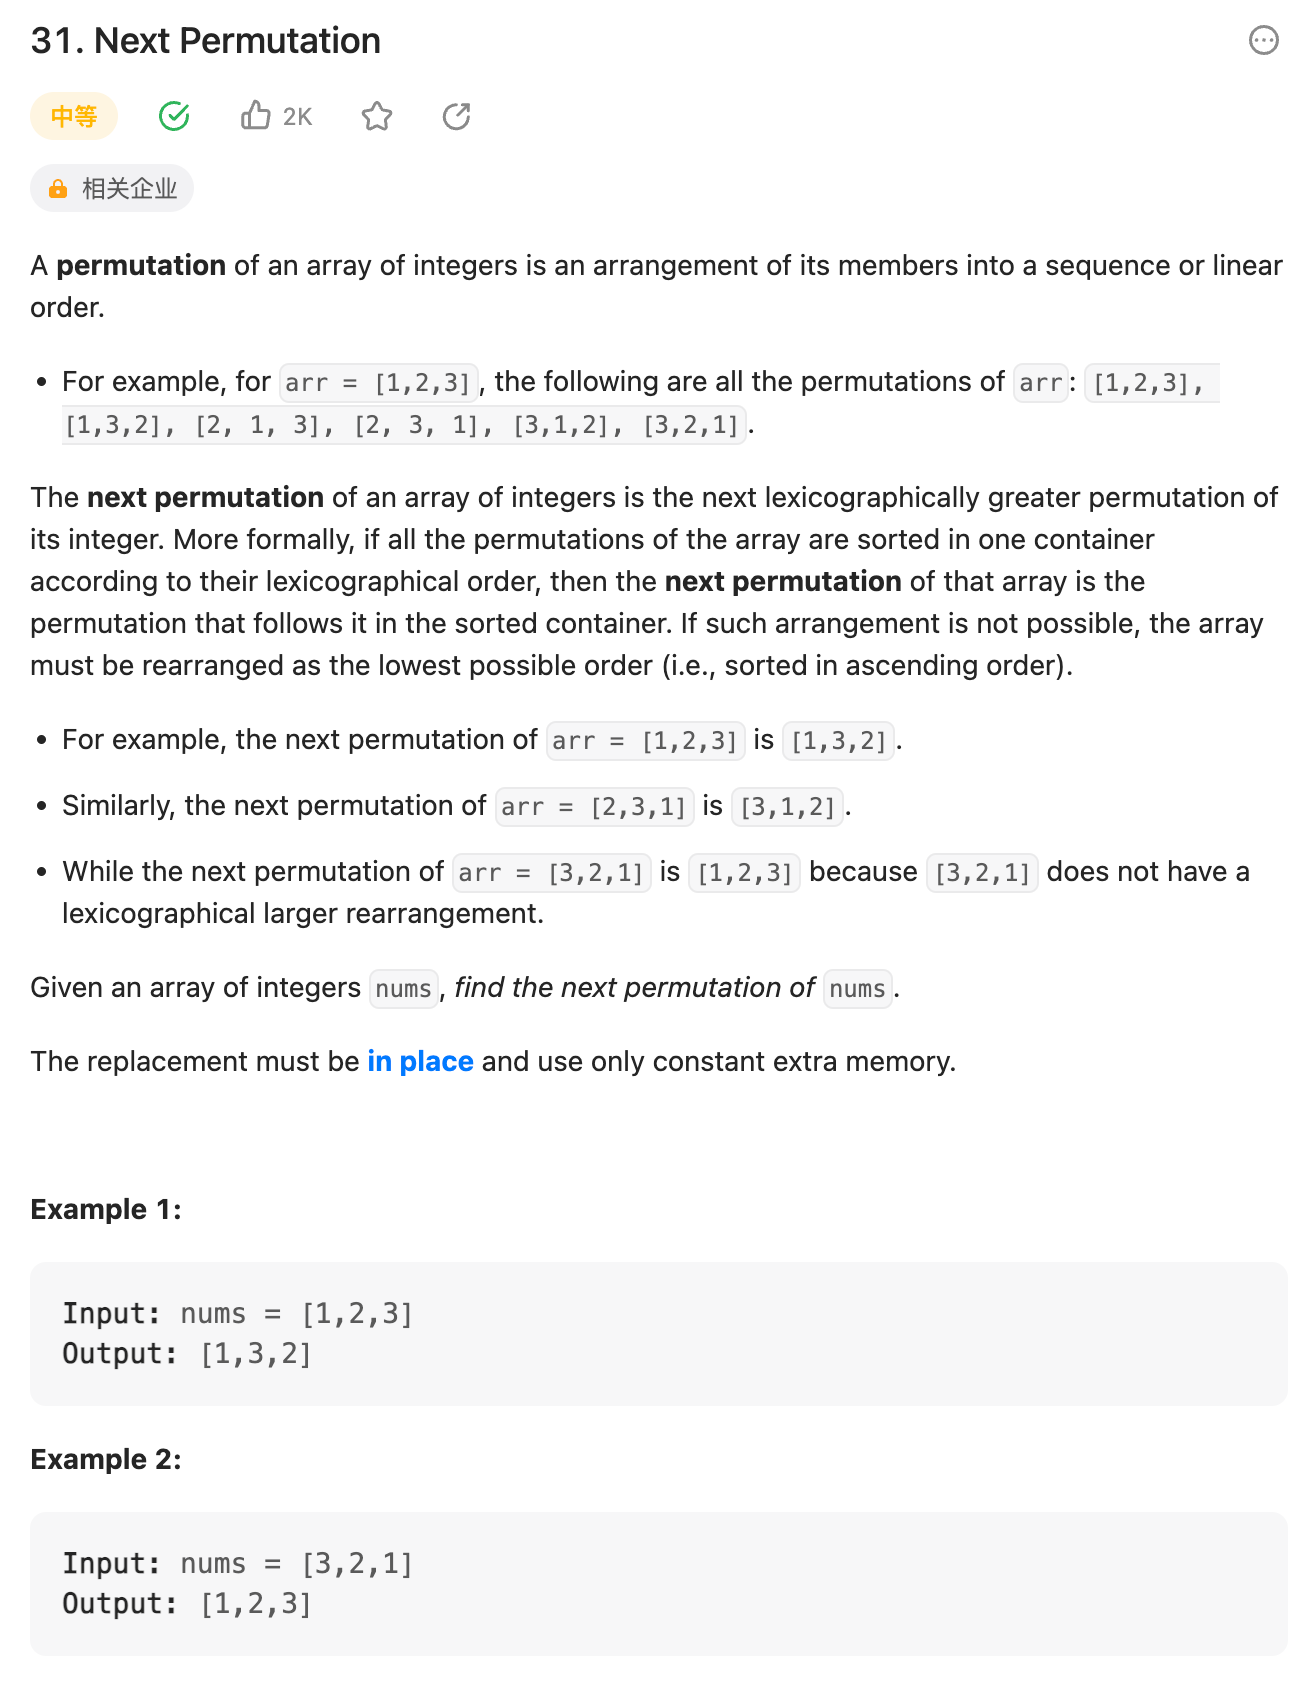 31. Next Permutation
中等
2K
相关企业
A permutation of an array of integers is an arrangement of its members into a sequence or linear
order.
• For example, for arr = [1,2,3], the following are all the permutations of arr: [1,2,3],
[1,3,2], [2, 1, 3], [2, 3, 1], [3,1,2], [3,2,1].
The next permutation of an array of integers is the next lexicographically greater permutation of
its integer. More formally, if all the permutations of the array are sorted in one container
according to their lexicographical order, then the next permutation of that array is the
permutation that follows it in the sorted container. If such arrangement is not possible, the array
must be rearranged as the lowest possible order (i.e., sorted in ascending order).
• For example, the next permutation of arr = [1,2,3] is [1,3,2].
• Similarly, the next permutation of arr = [2,3,1] is [3,1,2].
• While the next permutation of arr = [3,2,1] is [1,2,3] because [3,2,1] does not have a
lexicographical larger rearrangement.
Given an array of integers nums, find the next permutation of nums.
The replacement must be in place and use only constant extra memory.
Example 1:
Input: nums = [1,2,3]
Output: [1,3,2]
Example 2:
Input: nums = [3,2,1]
Output: [1,2,3]